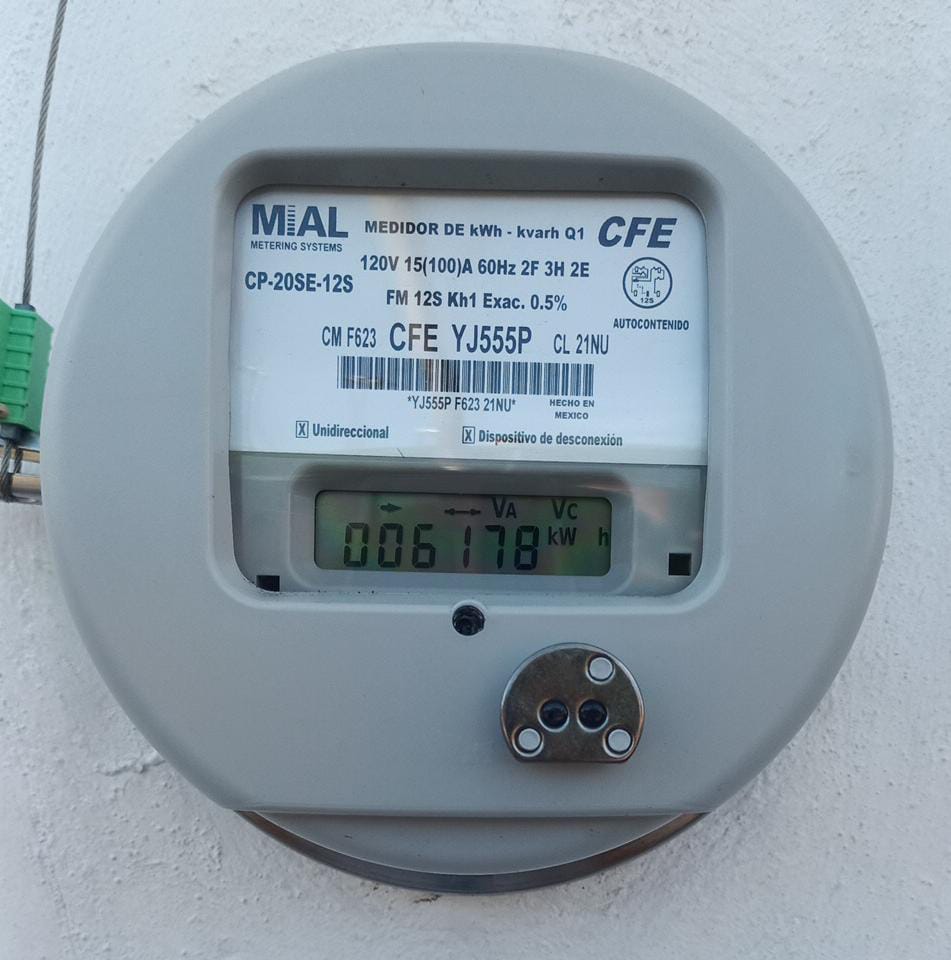 MIAL
METERING SYSTEMS
MEDIDOR DE kWh - kvarh Q1
CFE
120V 15(100)A 60Hz 2F 3H 2E
CP-20SE-12S
FM 12S Kh1 Exac. 0.5%
12S
AUTOCONTENIDO
CM F623 CFE YJ555P CL 21NU
*YJ555P F623 21NU*
HECHO EN
MEXICO
X Unidireccional
X Dispositivo de desconexión
VA VC
006178 kW h